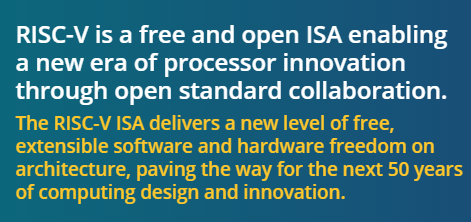 RISC-V is a free and open ISA enabling
a new era of processor innovation
through open standard collaboration.
The RISC-V ISA delivers a new level of free,
extensible software and hardware freedom on
architecture, paving the way for the next 50 years
of computing design and innovation.